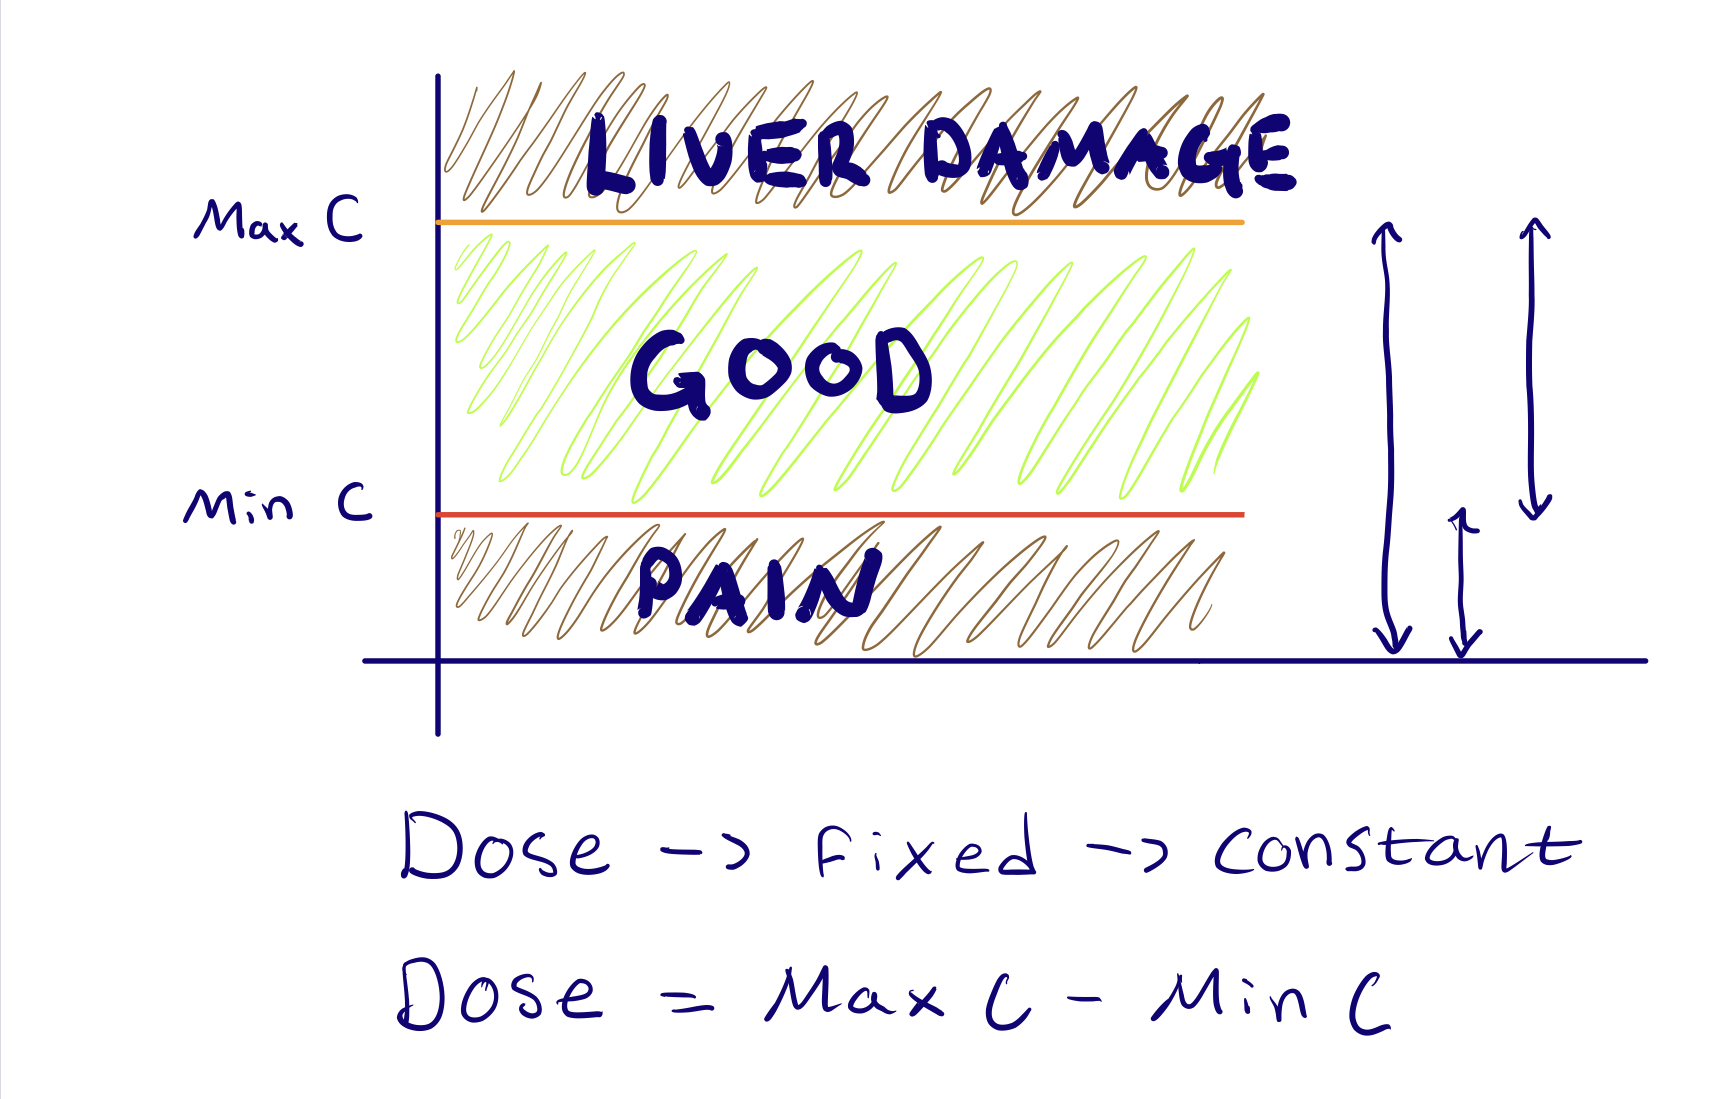 LIVER DAMAGE
Max C
GOOD
Min C
PAIN
Dose -> fixed -> constant
Dose = Max C - Min C